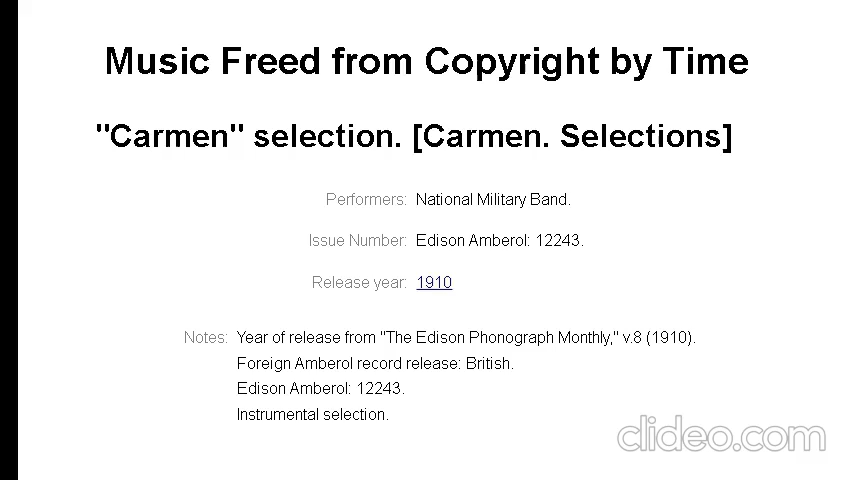 Music Freed from Copyright by Time
"Carmen" selection. [Carmen. Selections]
Performers: National Military Band.
Issue Number: Edison Amberol: 12243.
Release year: 1910
Notes: Year of release from "The Edison Phonograph Monthly," v.8 (1910).
Foreign Amberol record release: British.
Edison Amberol: 12243.
Instrumental selection.
clideo.com